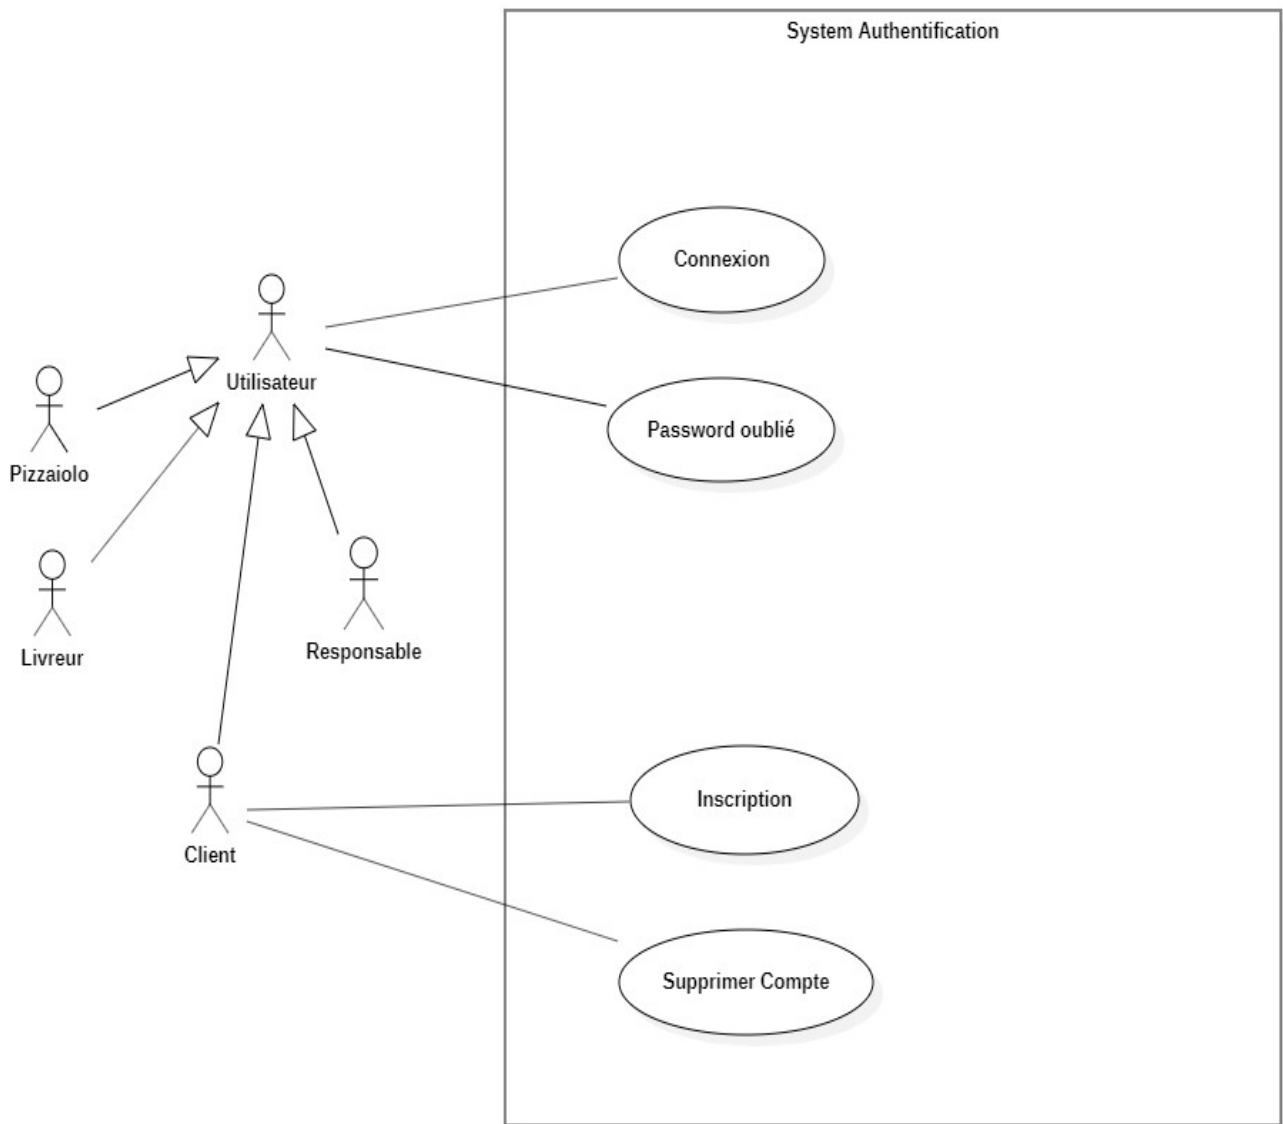 System Authentification
Connexion
Utilisateur
Password oublié
Pizzaiolo
Livreur
Responsable
Inscription
Client
Supprimer Compte